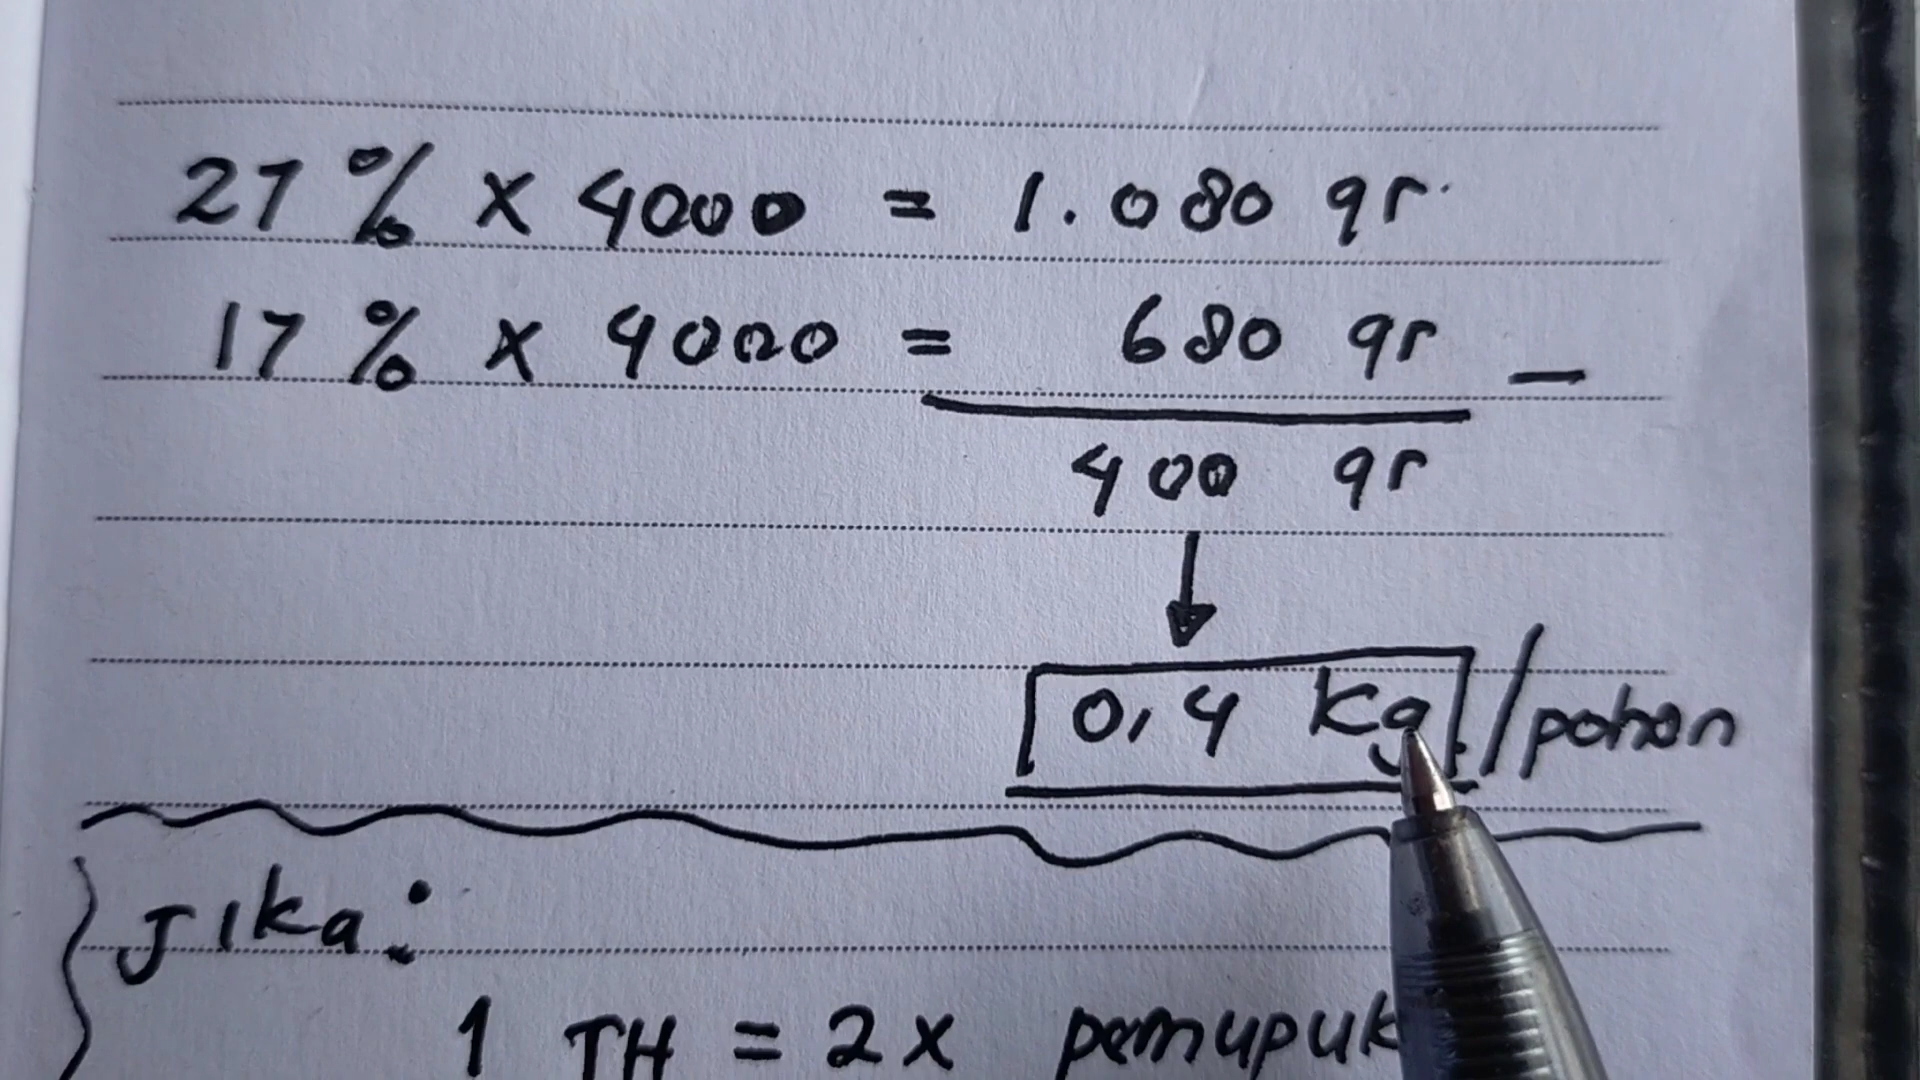 27 % x 4000 = 1.080 gr.
17 % x 4000 = 680 gr _
400 gr
0,4 Kg. /pohon
Jika:
1 TH = 2x pemupuk